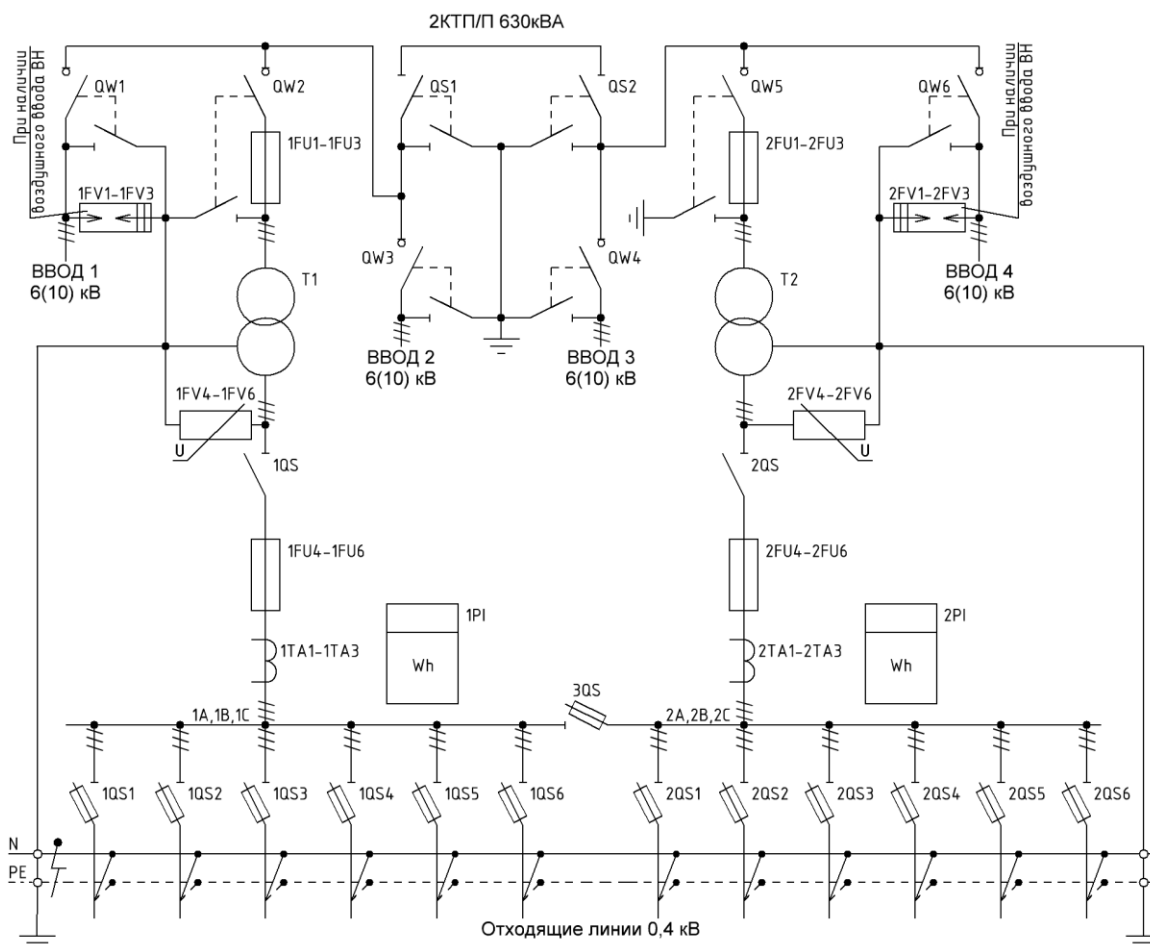 2КТП/П 630кВА
При наличии
воздушного ввода ВН
QW1
QW2
QS1
QS2
QW5
QW6
При наличии
воздушного ввода ВН
1FU1-1FU3
2FU1-2FU3
1FV1-1FV3
2FV1-2FV3
ВВОД 1
6(10) кВ
QW3
QW4
ВВОД 4
6(10) кВ
T1
T2
ВВОД 2
6(10) кВ
ВВОД 3
6(10) кВ
1FV4-1FV6
U
2FV4-2FV6
U
1QS
2QS
1FU4-1FU6
2FU4-2FU6
1PI
Wh
2PI
Wh
1TA1-1TA3
2TA1-2TA3
3QS
1A,1B,1C
2A,2B,2C
1QS1
1QS2
1QS3
1QS4
1QS5
1QS6
2QS1
2QS2
2QS3
2QS4
2QS5
2QS6
N
PE
Отходящие линии 0,4 кВ